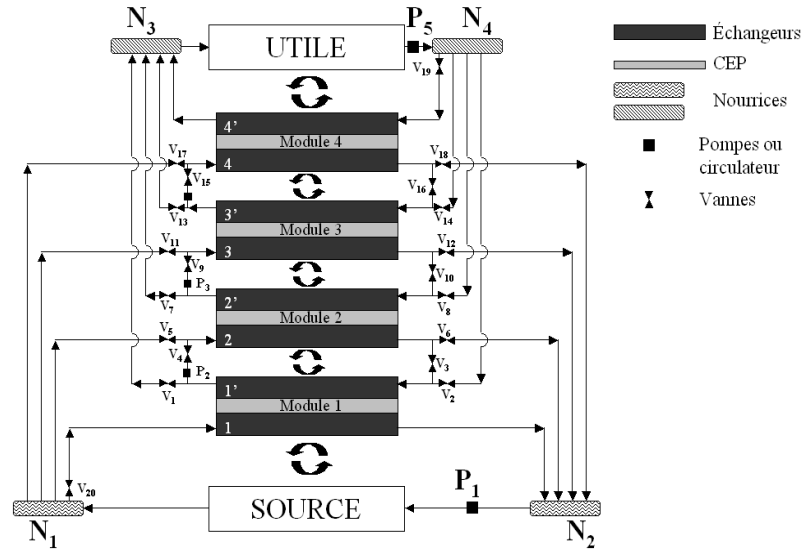 N3
P5
N4
UTILE
V19
Échangeurs
CEP
Nourrices
Pompes ou
circulateur
Vannes
4’
Module 4
4
V17
V18
V15
V16
V13
V14
3’
Module 3
3
V11
V12
V9
V10
P3
V7
V8
2’
Module 2
2
V5
V6
V4
V3
P2
V1
V2
1’
Module 1
1
V20
P1
SOURCE
N1
N2